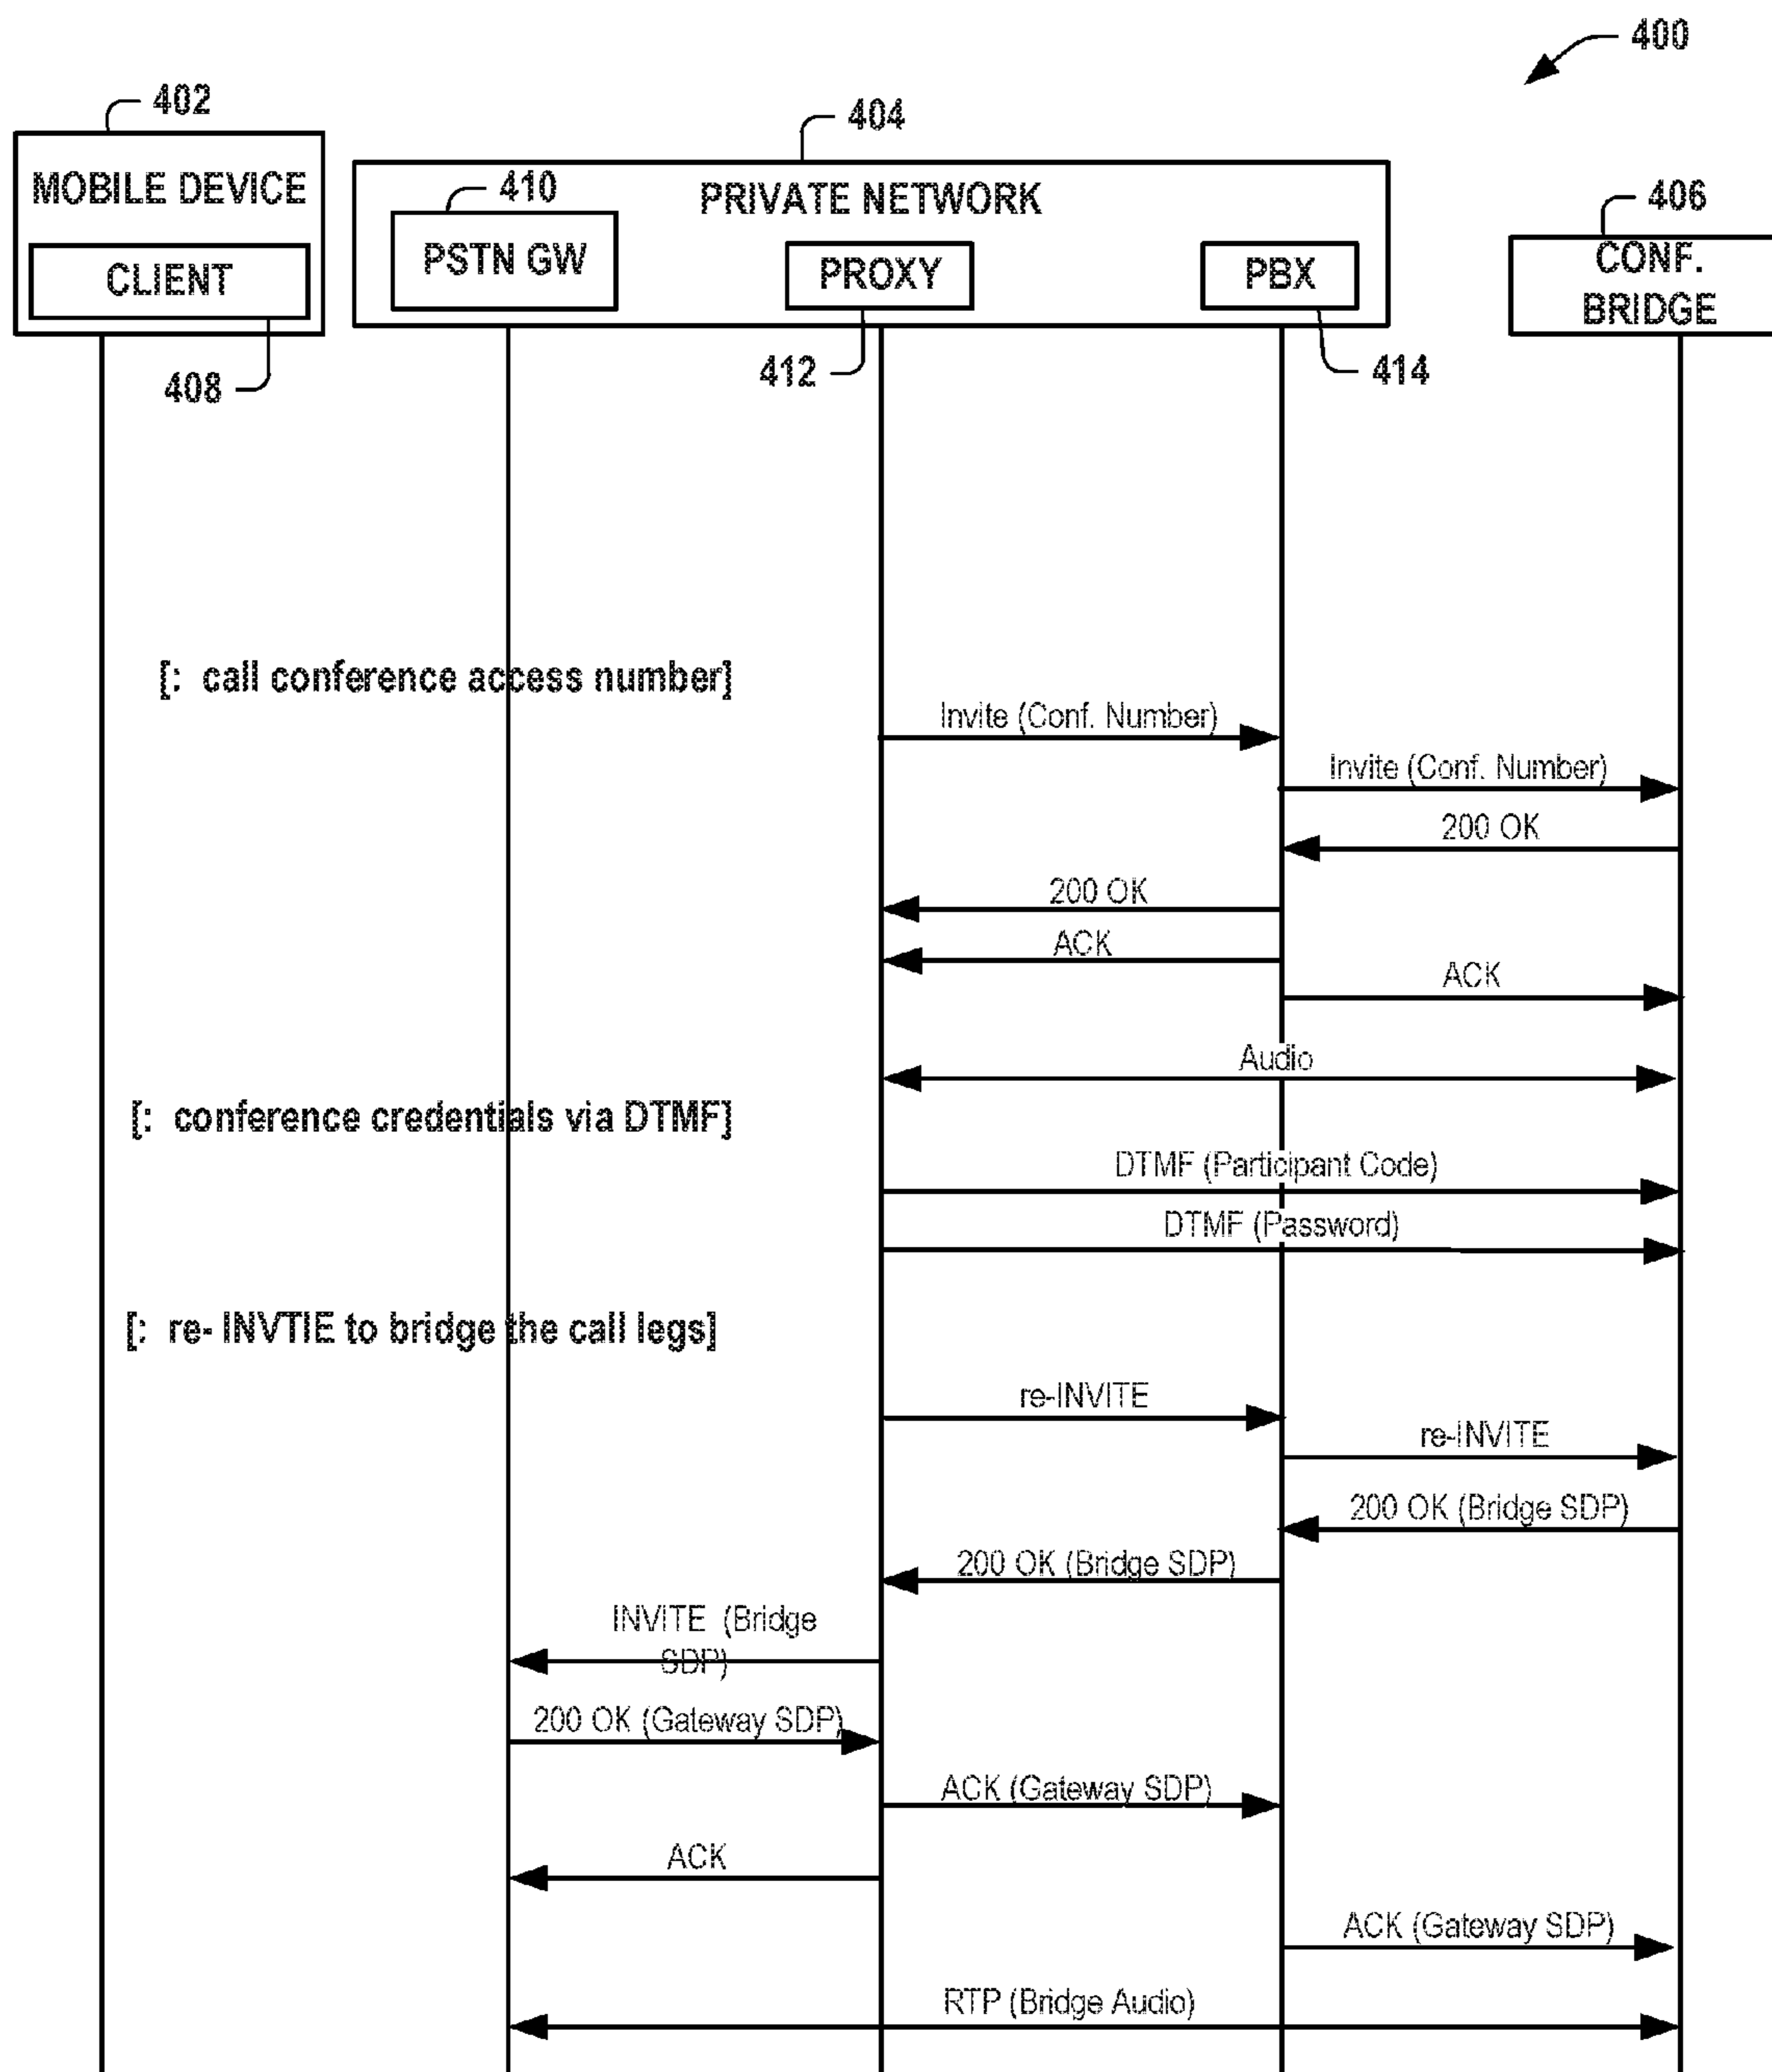 400
402
404
MOBILE DEVICE
410
PRIVATE NETWORK
406
CLIENT
PSTN GW
PROXY
PBX
CONF.
BRIDGE
408
412
414
[: call conference access number]
Invite (Conf. Number)
Invite (Conf. Number)
200 OK
200 OK
ACK
ACK
Audio
[: conference credentials via DTMF]
DTMF (Participant Code)
DTMF (Password)
[: re- INVTIE to bridge the call legs]
re-INVITE
re-INVITE
200 OK (Bridge SDP)
200 OK (Bridge SDP)
INVITE (Bridge
SDP)
200 OK (Gateway SDP)
ACK (Gateway SDP)
ACK
ACK (Gateway SDP)
RTP (Bridge Audio)